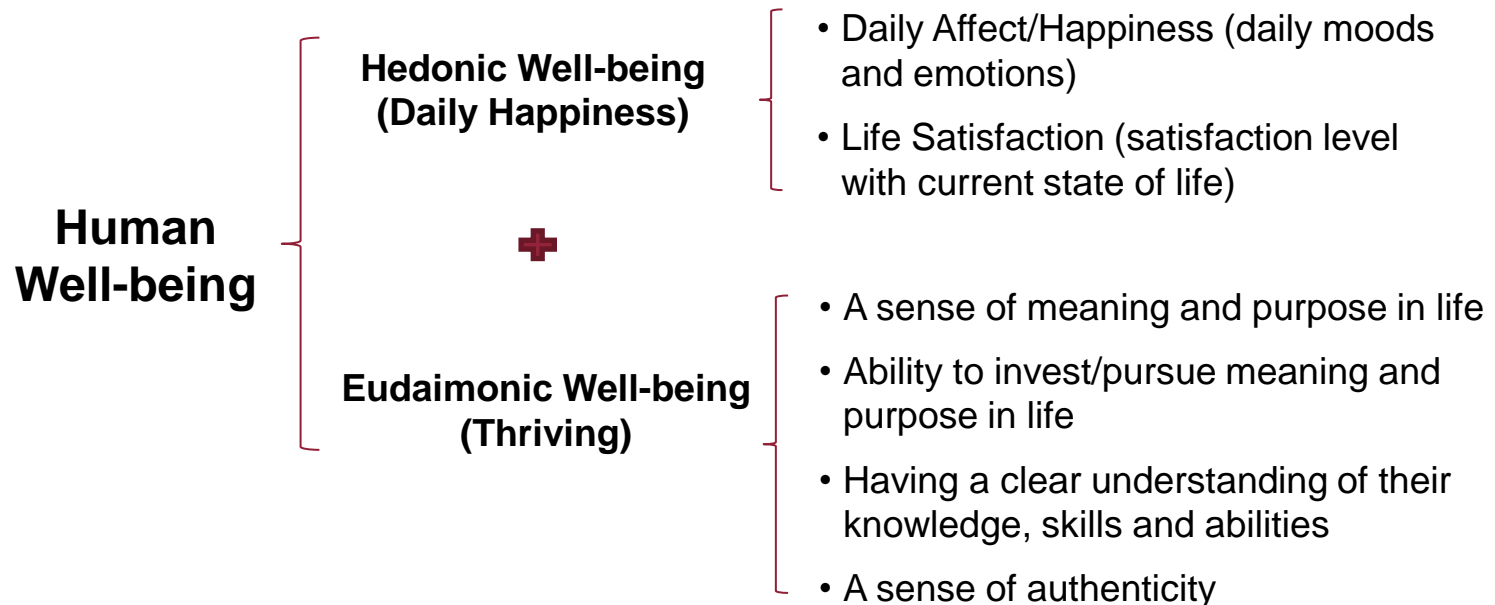 Human
Well-being
Hedonic Well-being
(Daily Happiness)
• Daily Affect/Happiness (daily moods
and emotions)
• Life Satisfaction (satisfaction level
with current state of life)
Eudaimonic Well-being
(Thriving)
• A sense of meaning and purpose in life
• Ability to invest/pursue meaning and
purpose in life
• Having a clear understanding of their
knowledge, skills and abilities
• A sense of authenticity